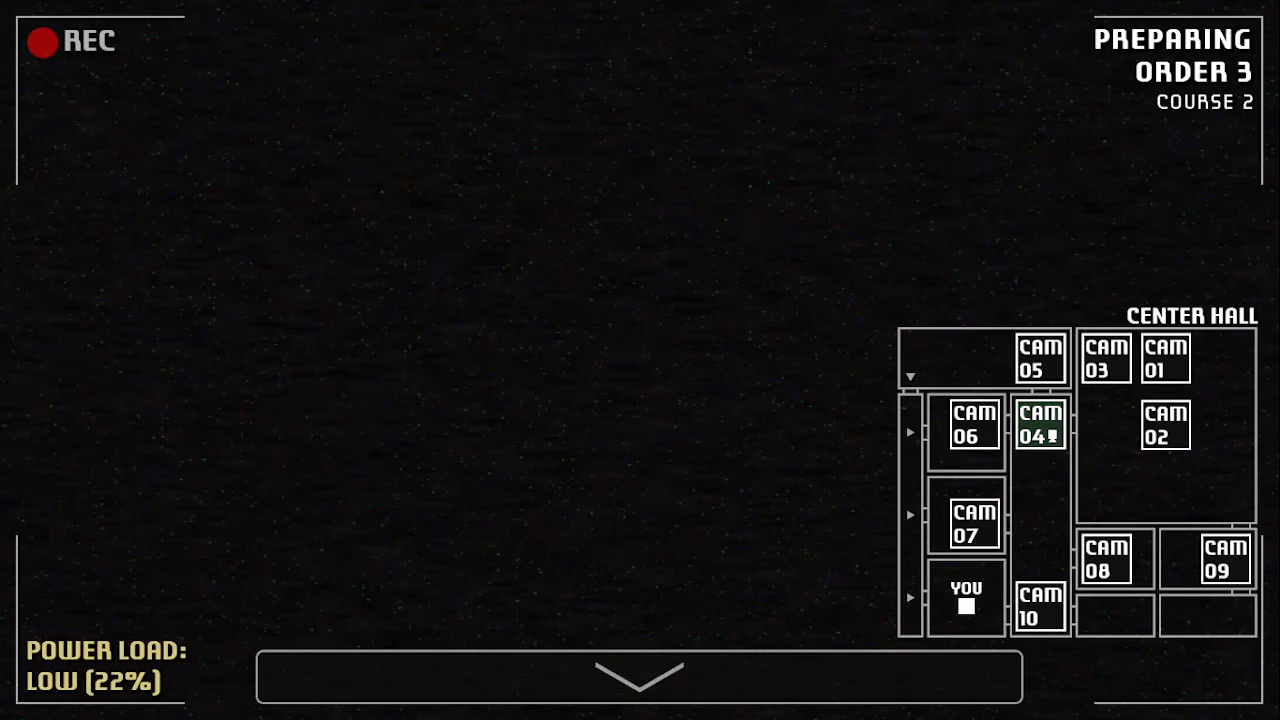 REC
PREPARING
ORDER 3
COURSE 2
CENTER HALL
CAM
05
CAM
03
CAM
01
CAM
06
CAM
04
CAM
02
CAM
07
CAM
08
CAM
09
YOU
CAM
10
POWER LOAD:
LOW (22%)